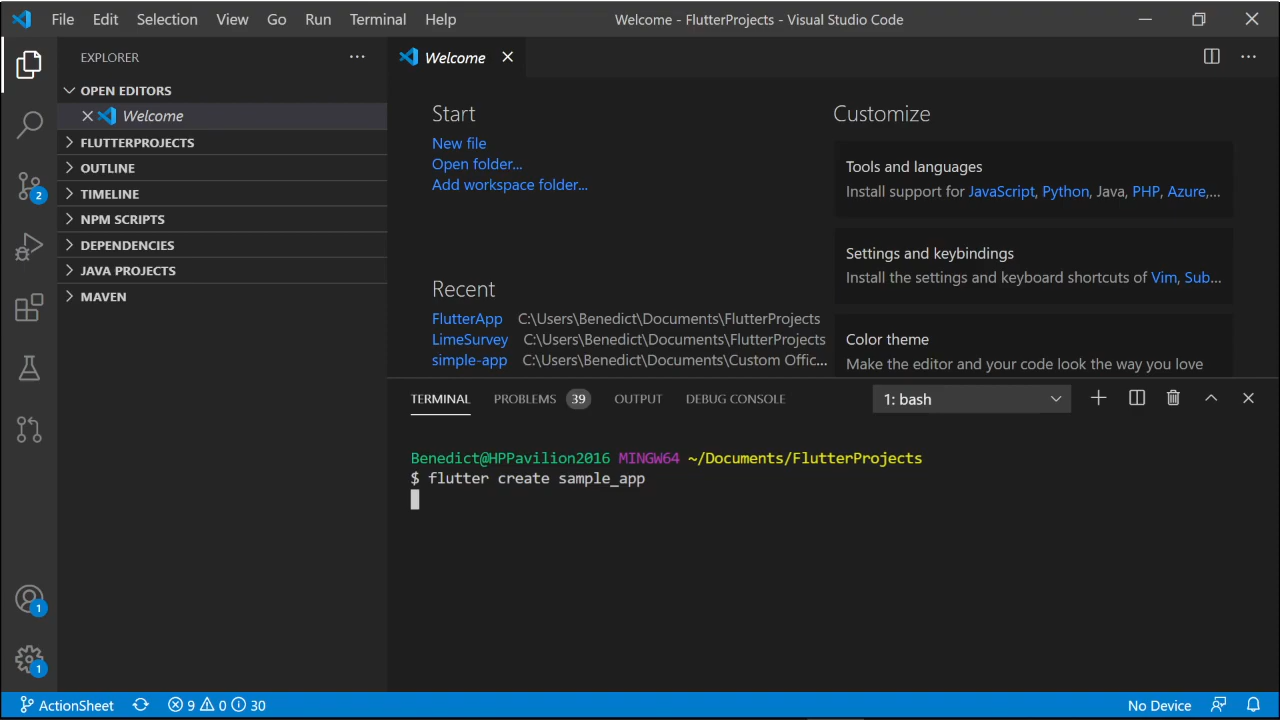 File Edit Selection View Go Run Terminal Help Welcome - FlutterProjects - Visual Studio Code
EXPLORER
Welcome
OPEN EDITORS
Welcome
FLUTTERPROJECTS
OUTLINE
TIMELINE
NPM SCRIPTS
DEPENDENCIES
JAVA PROJECTS
MAVEN
2
1
1
Start
New file
Open folder...
Add workspace folder...
Recent
FlutterApp C:\Users\Benedict\Documents\FlutterProjects
LimeSurvey C:\Users\Benedict\Documents\FlutterProjects
simple-app C:\Users\Benedict\Documents\Custom Offic...
Customize
Tools and languages
Install support for JavaScript, Python, Java, PHP, Azure,...
Settings and keybindings
Install the settings and keyboard shortcuts of Vim, Sub...
Color theme
Make the editor and your code look the way you love
TERMINAL PROBLEMS 39 OUTPUT DEBUG CONSOLE 1: bash
Benedict@HPPavilion2016 MINGW64 ~/Documents/FlutterProjects
$ flutter create sample_app
ActionSheet 9 0 30 No Device